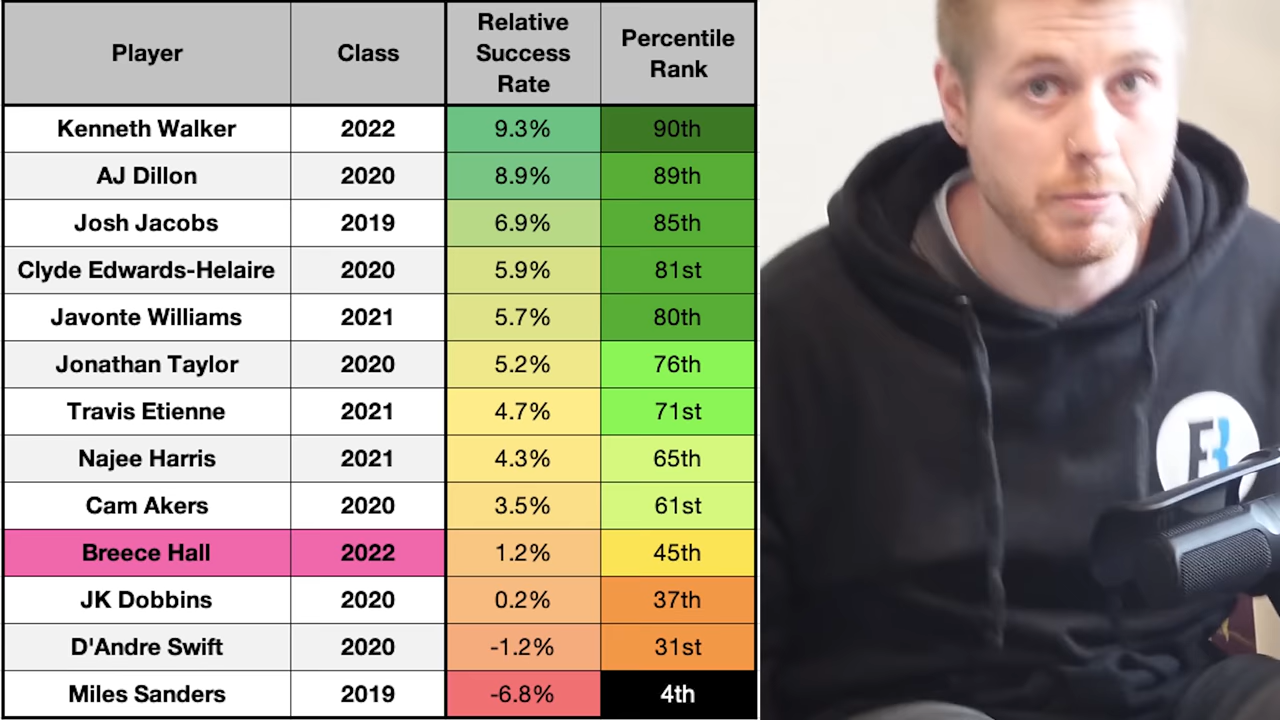 Player Class Relative Success Rate Percentile Rank
Kenneth Walker 2022 9.3% 90th
AJ Dillon 2020 8.9% 89th
Josh Jacobs 2019 6.9% 85th
Clyde Edwards-Helaire 2020 5.9% 81st
Javonte Williams 2021 5.7% 80th
Jonathan Taylor 2020 5.2% 76th
Travis Etienne 2021 4.7% 71st
Najee Harris 2021 4.3% 65th
Cam Akers 2020 3.5% 61st
Breece Hall 2022 1.2% 45th
JK Dobbins 2020 0.2% 37th
D'Andre Swift 2020 -1.2% 31st
Miles Sanders 2019 -6.8% 4th